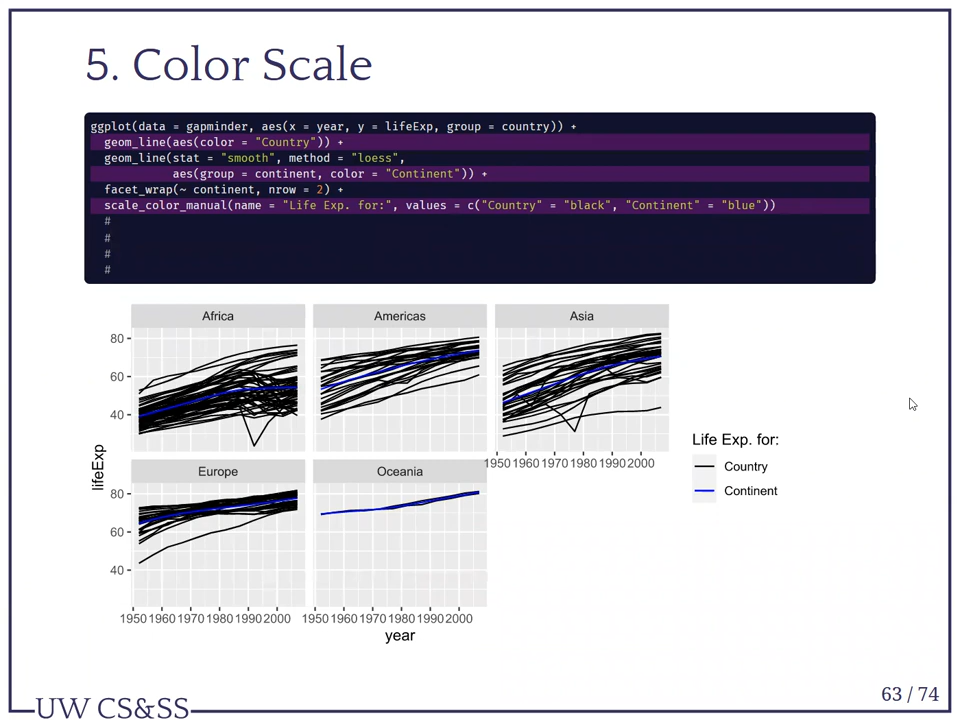 5. Color Scale
ggplot(data = gapminder, aes(x = year, y = lifeExp, group = country)) +
geom_line(aes(color = "Country")) +
geom_line(stat = "smooth", method = "loess",
aes(group = continent, color = "Continent")) +
facet_wrap(~ continent, nrow = 2) +
scale_color_manual(name = "Life Exp. for:", values = c("Country" = "black", "Continent" = "blue"))
#
#
#
#
Africa Americas Asia
80
60
40
1950 1960 1970 1980 1990 2000
lifeExp
Europe Oceania
80
60
40
1950 1960 1970 1980 1990 2000 1950 1960 1970 1980 1990 2000
year
Life Exp. for:
Country
Continent
63 / 74
UW CS&SS